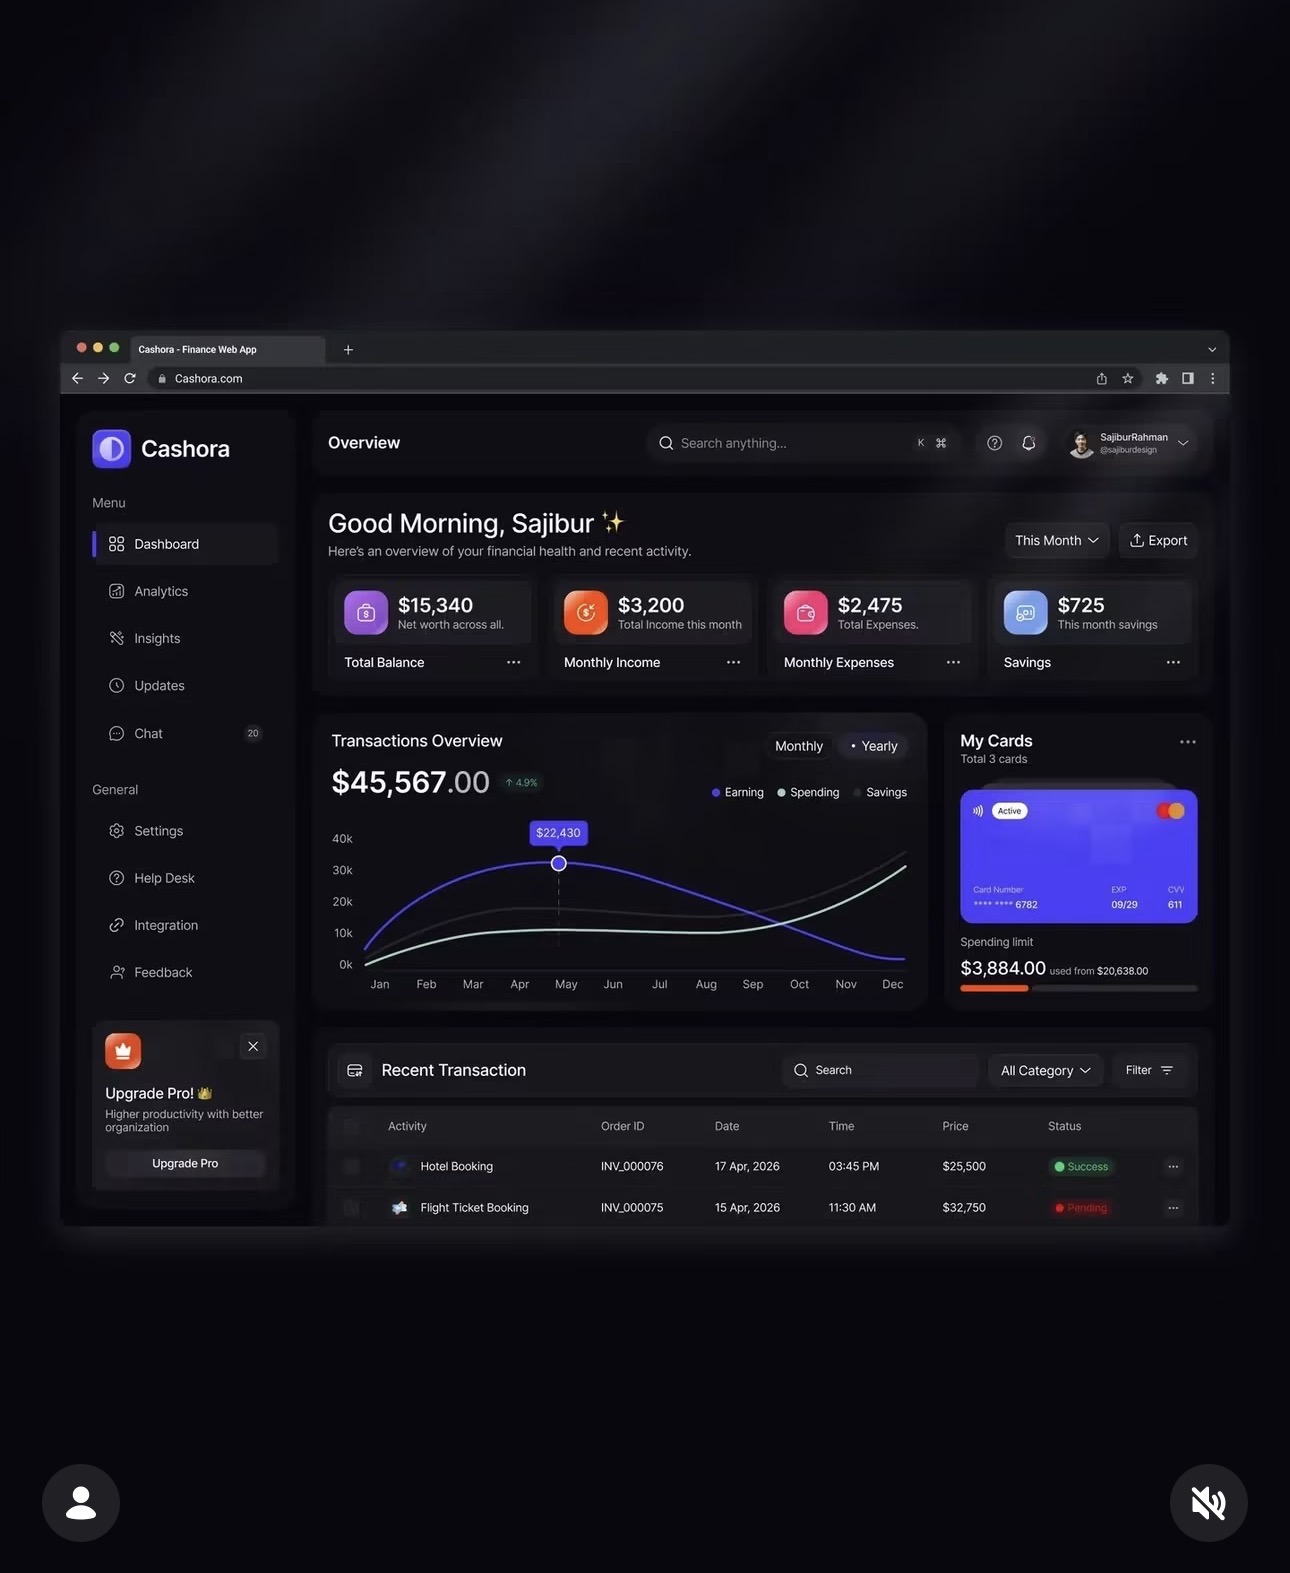 Cashora - Finance Web App
Cashora.com
Cashora
Menu
Dashboard
Analytics
Insights
Updates
Chat 20
General
Settings
Help Desk
Integration
Feedback
Upgrade Pro!
Higher productivity with better
organization
Upgrade Pro
Overview
Search anything...
K ⌘
SajiburRahman
@sajiburdesign
Good Morning, Sajibur ✨
Here's an overview of your financial health and recent activity.
This Month
Export
$15,340
Net worth across all.
Total Balance
$3,200
Total Income this month
Monthly Income
$2,475
Total Expenses.
Monthly Expenses
$725
This month savings
Savings
Transactions Overview
Monthly • Yearly
$45,567.00 ↑ 4.9%
Earning Spending Savings
$22,430
40k
30k
20k
10k
0k
Jan Feb Mar Apr May Jun Jul Aug Sep Oct Nov Dec
My Cards
Total 3 cards
Active
Card Number EXP CVV
**** **** 6782 09/29 611
Spending limit
$3,884.00 used from $20,638.00
Recent Transaction
Search
All Category
Filter
Activity Order ID Date Time Price Status
Hotel Booking INV_000076 17 Apr, 2026 03:45 PM $25,500 Success
Flight Ticket Booking INV_000075 15 Apr, 2026 11:30 AM $32,750 Pending